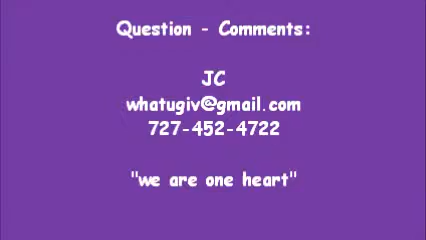 Question - Comments:
JC
whatugiv@gmail.com
727-452-4722
"we are one heart"